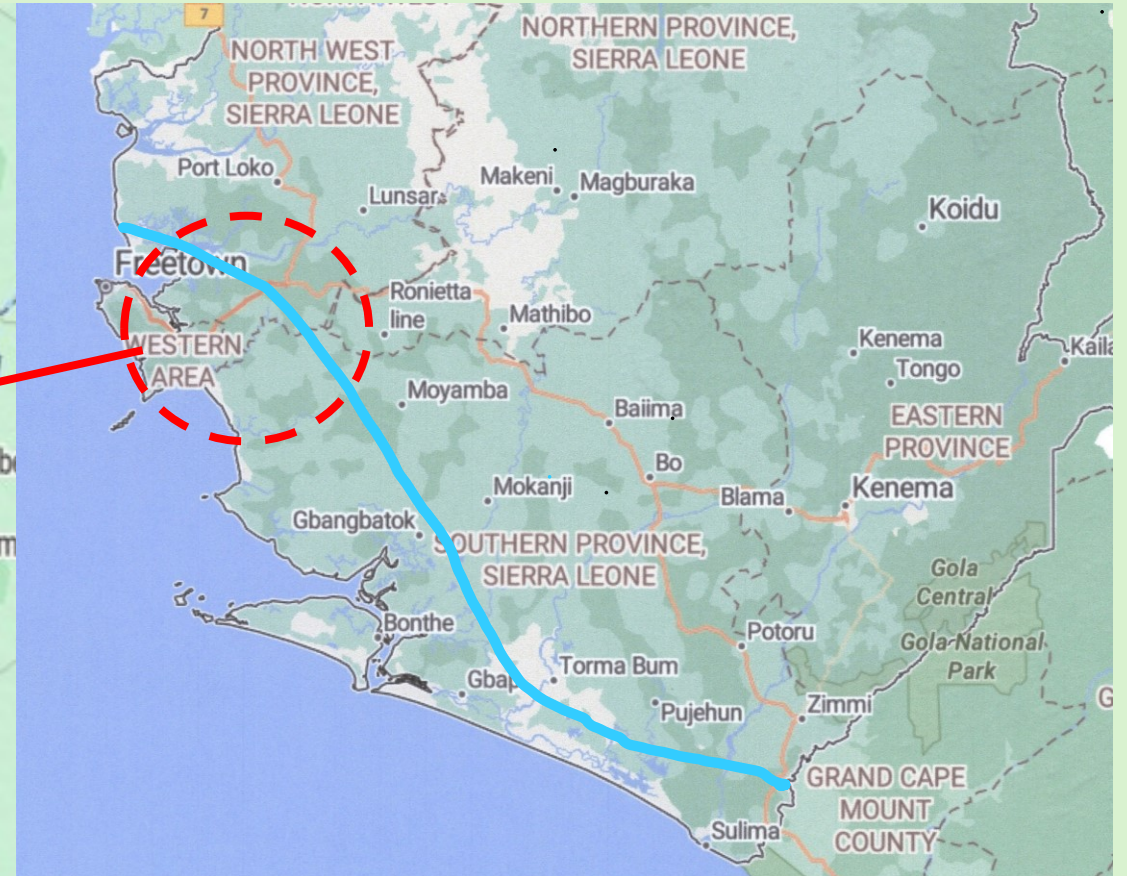 7
NORTHERN PROVINCE,
SIERRA LEONE
NORTH WEST
PROVINCE,
SIERRA LEONE
Port Loko
Makeni
Magburaka
Lunsar
Koidu
Freetown
Ronietta
line
Mathibo
Kenema
Tongo
WESTERN
AREA
Moyamba
Baiima
EASTERN
PROVINCE
Bo
Mokanji
Blama
Kenema
Gbangbatok
SOUTHERN PROVINCE,
SIERRA LEONE
Gola
Central
Gola National
Park
Bonthe
Potoru
Torma Bum
Gbap
Pujehun
Zimmi
GRAND CAPE
MOUNT
COUNTY
Sulima